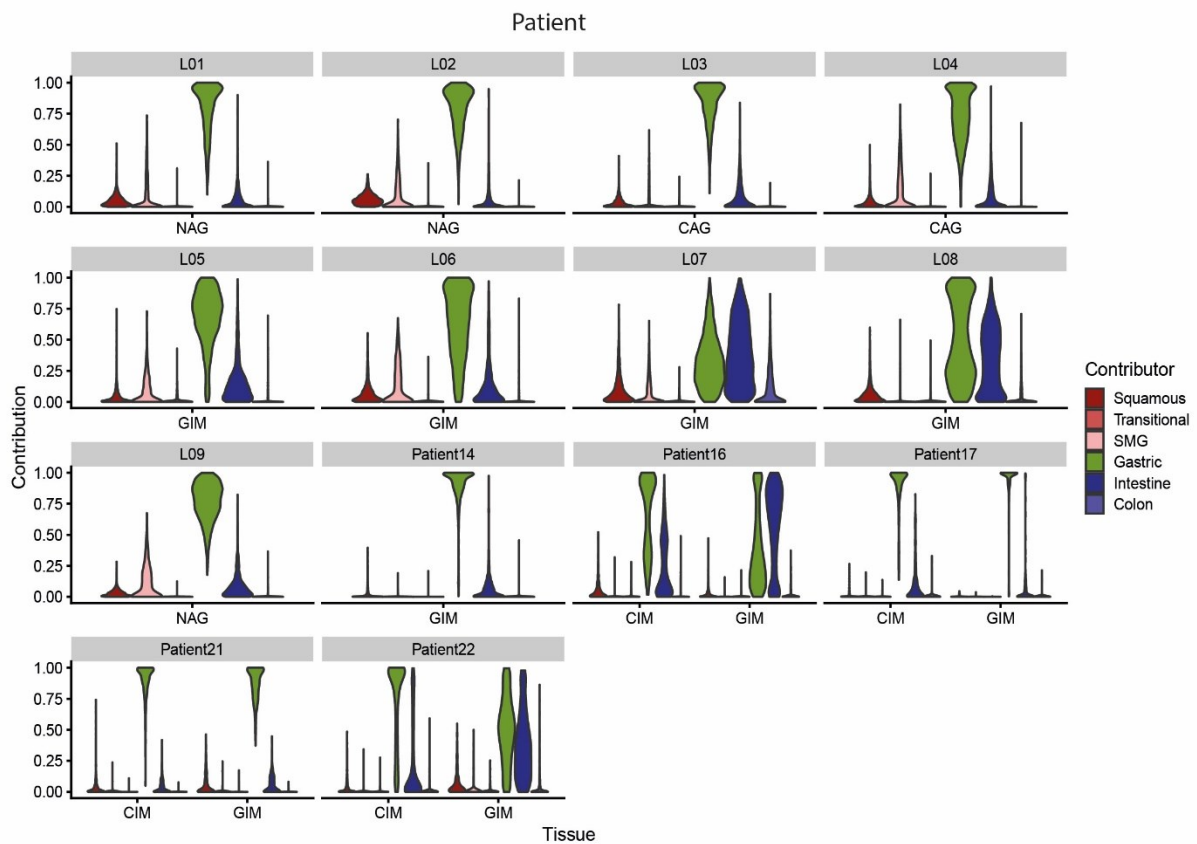 Patient
L01 L02 L03 L04
1.00
0.75
0.50
0.25
0.00
NAG NAG CAG CAG
L05 L06 L07 L08
1.00
0.75
0.50
0.25
0.00
GIM GIM GIM GIM
L09 Patient14 Patient16 Patient17
1.00
0.75
0.50
0.25
0.00
NAG GIM CIM GIM CIM GIM
Patient21 Patient22
1.00
0.75
0.50
0.25
0.00
CIM GIM CIM GIM
Contribution
Tissue
Contributor
Squamous
Transitional
SMG
Gastric
Intestine
Colon